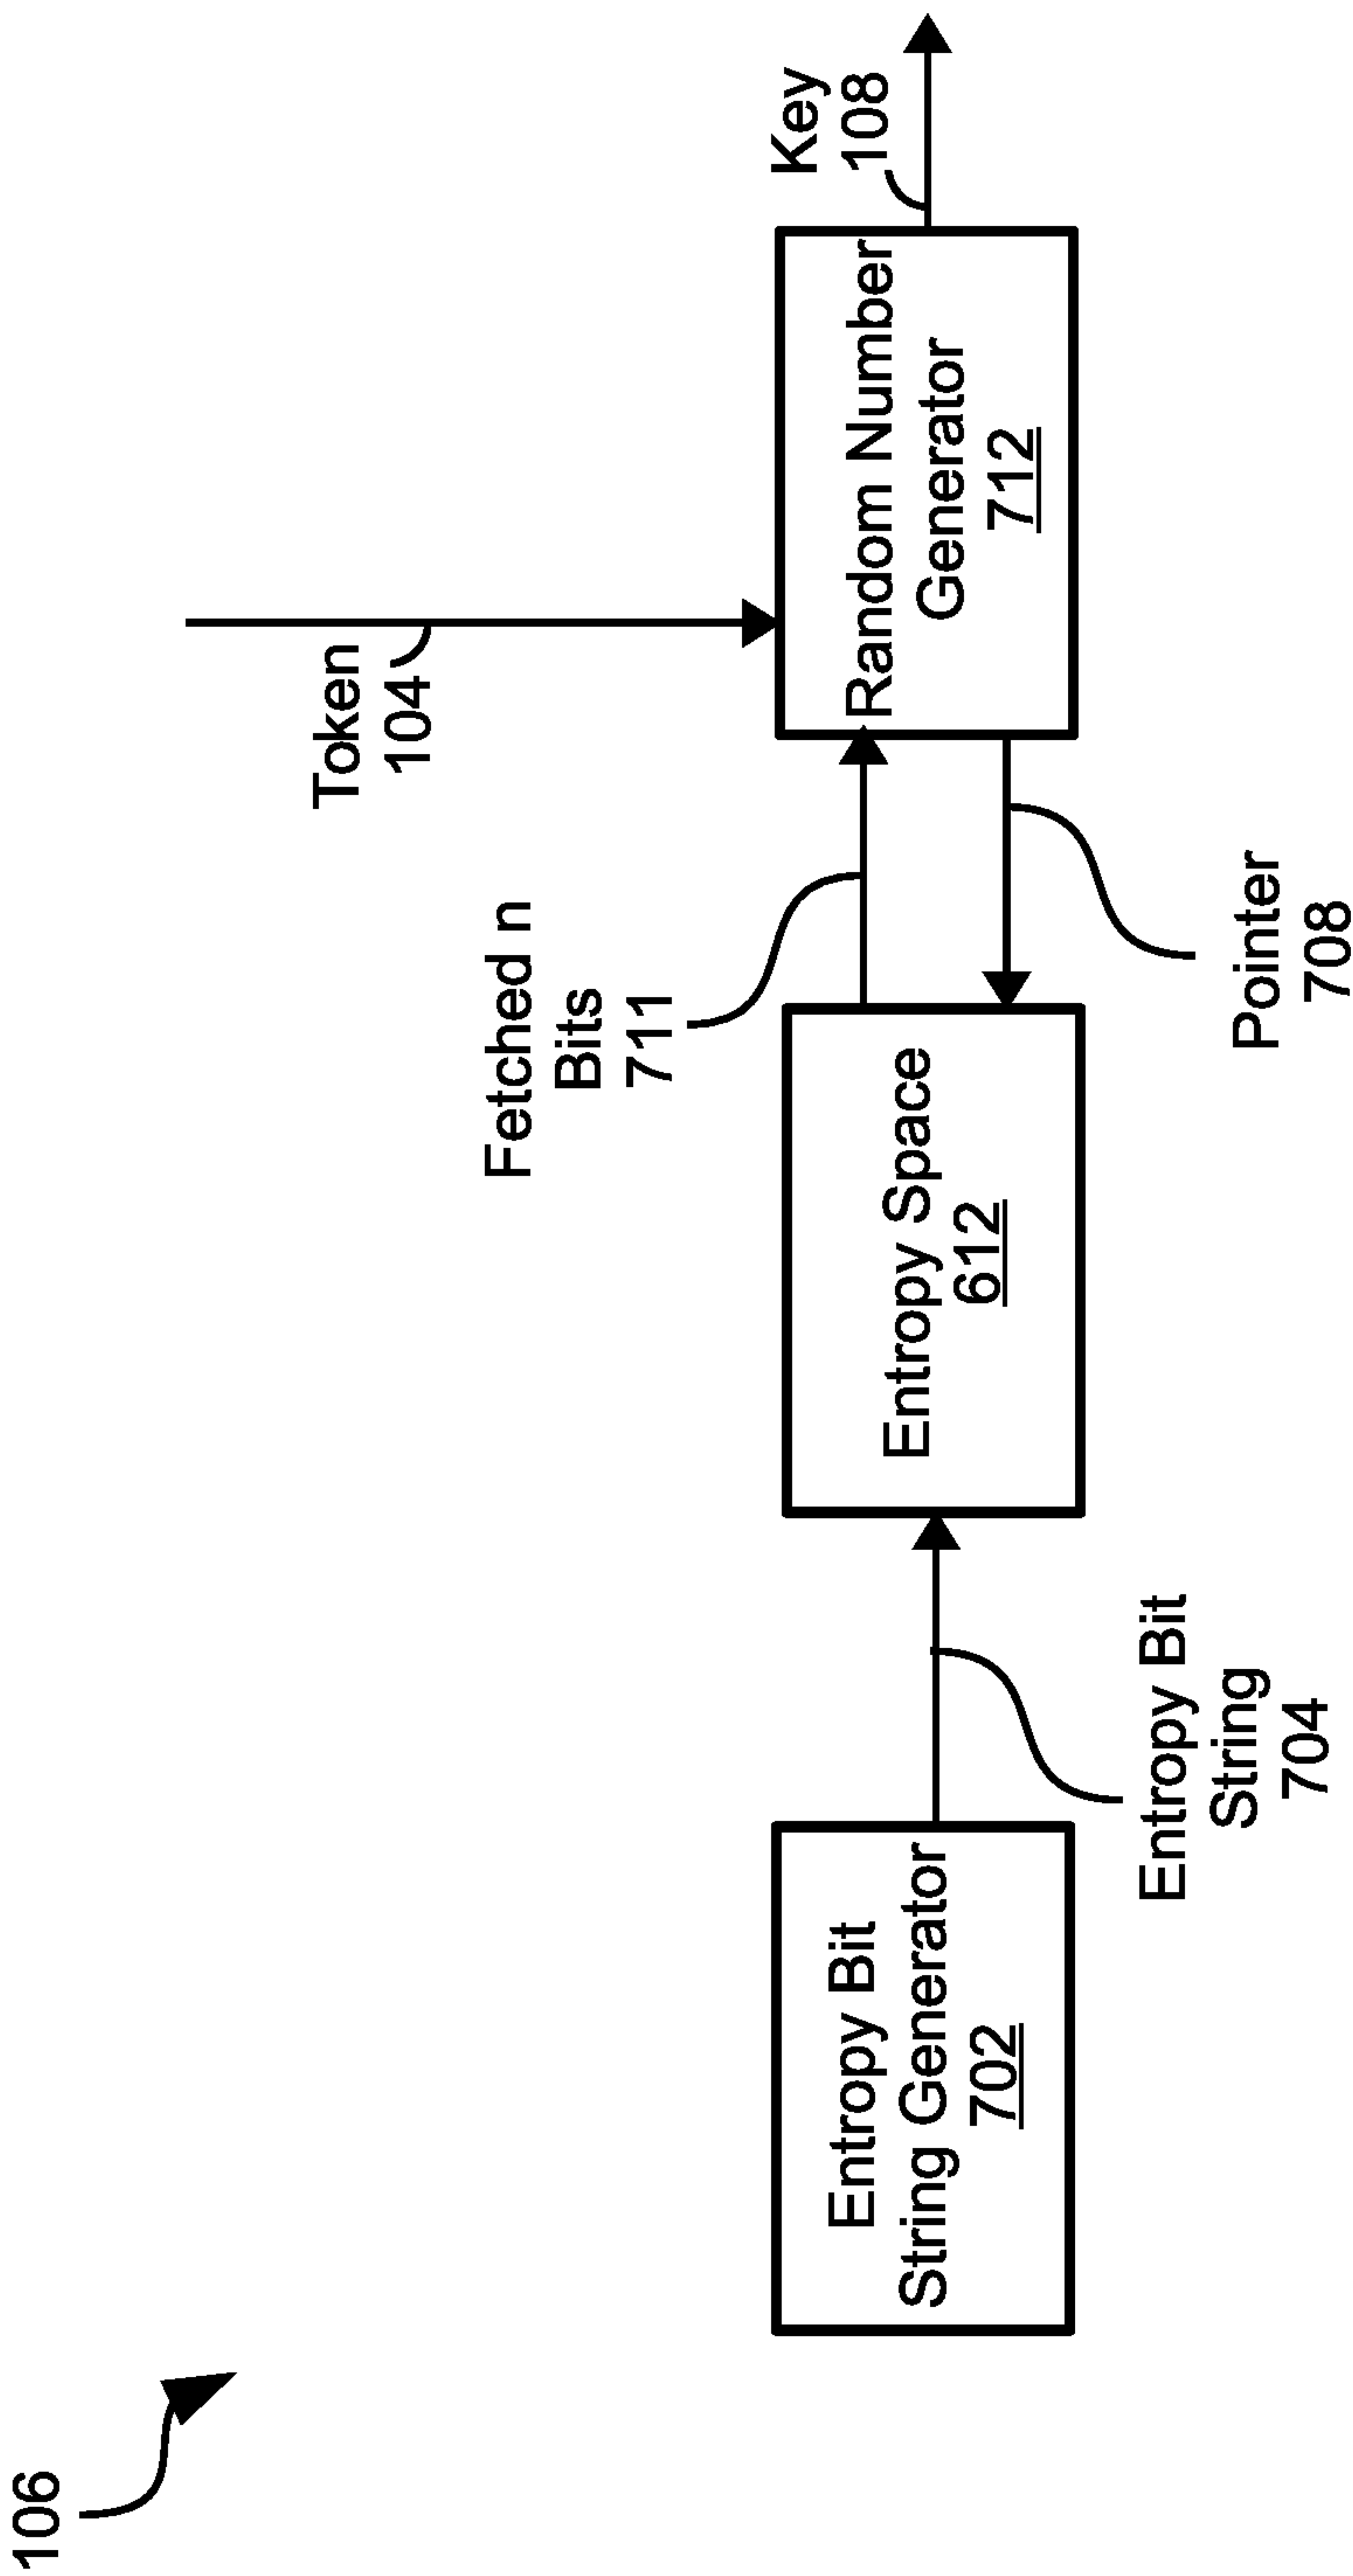 106
Entropy Bit
String Generator
702
Entropy Bit
String
704
Entropy Space
612
Fetched n
Bits
711
Pointer
708
Token
104
Random Number
Generator
712
Key
108